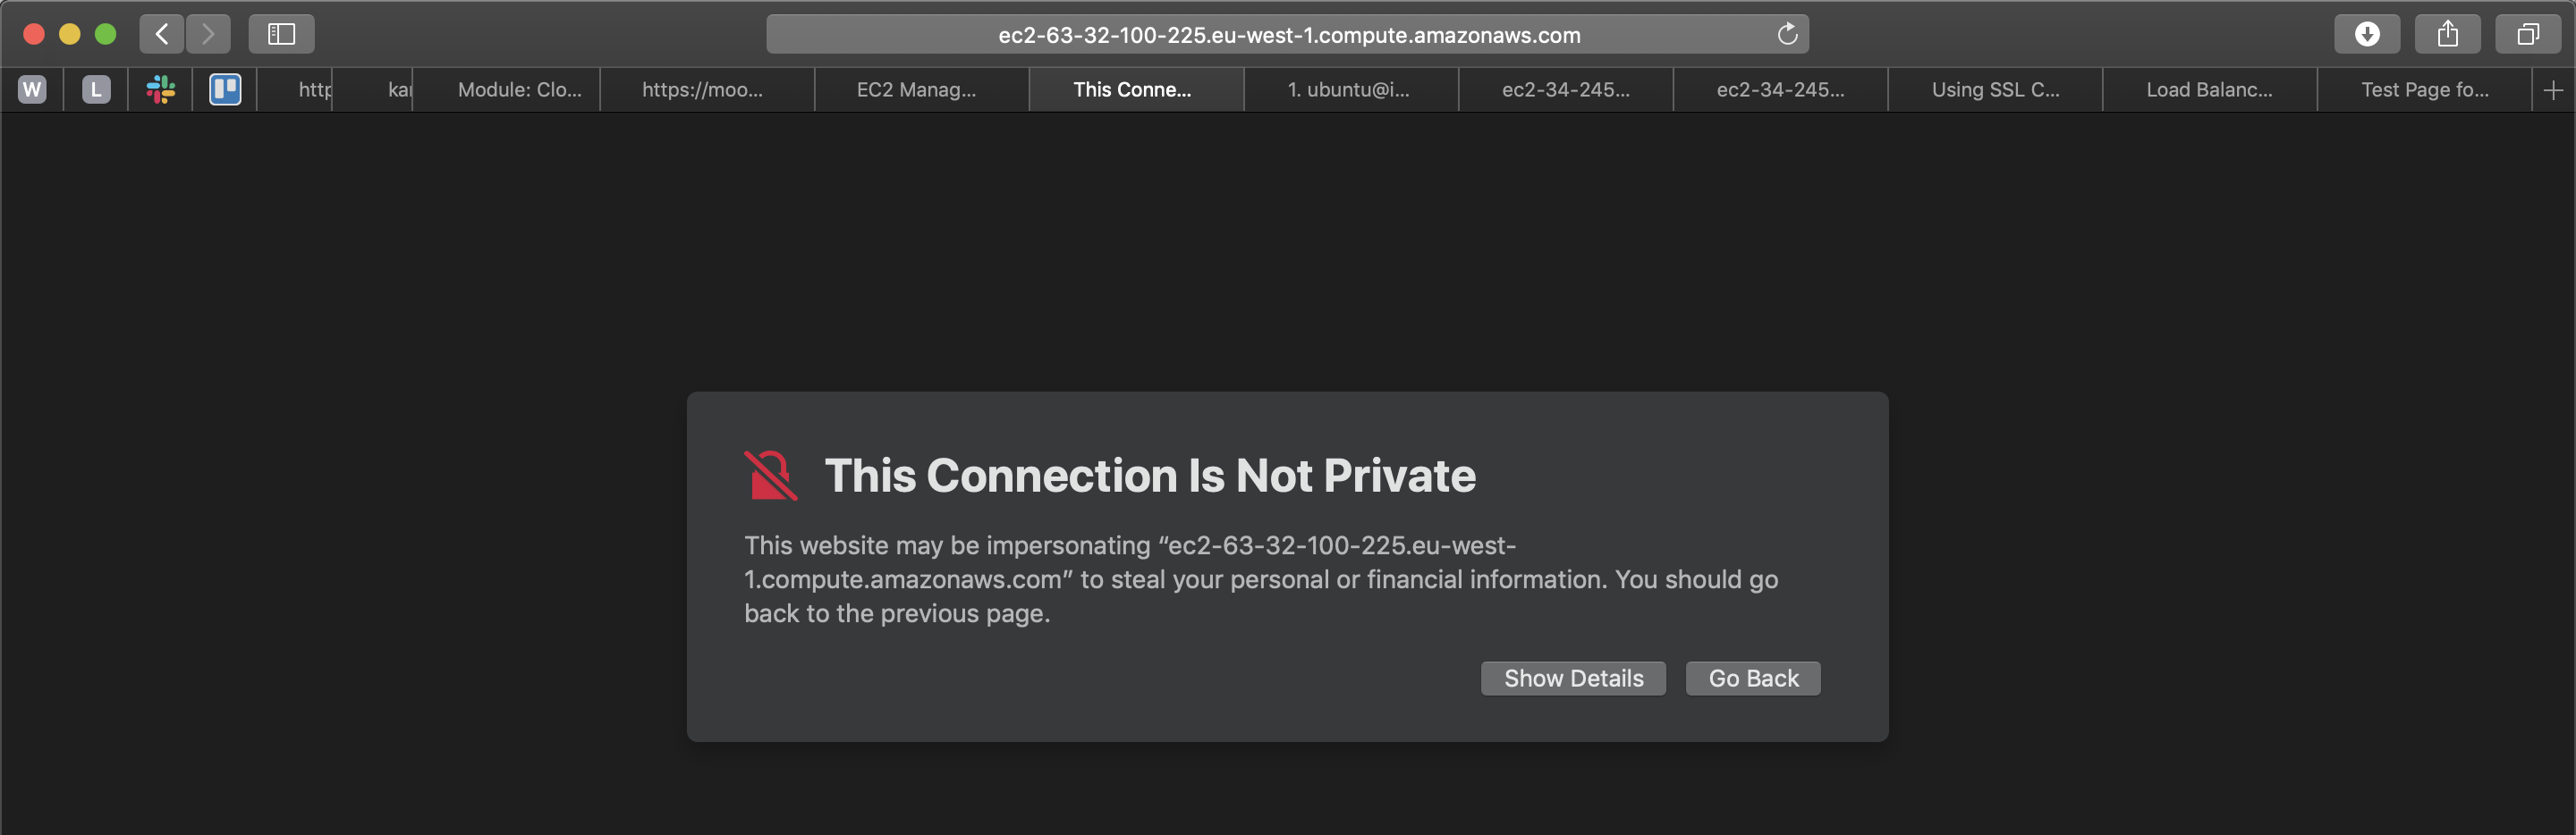 ec2-63-32-100-225.eu-west-1.compute.amazonaws.com
W L http kar Module: Clo... https://moo... EC2 Manag... This Conne... 1. ubuntu@i... ec2-34-245... ec2-34-245... Using SSL C... Load Balanc... Test Page fo...
This Connection Is Not Private
This website may be impersonating “ec2-63-32-100-225.eu-west-
1.compute.amazonaws.com” to steal your personal or financial information. You should go
back to the previous page.
Show Details Go Back